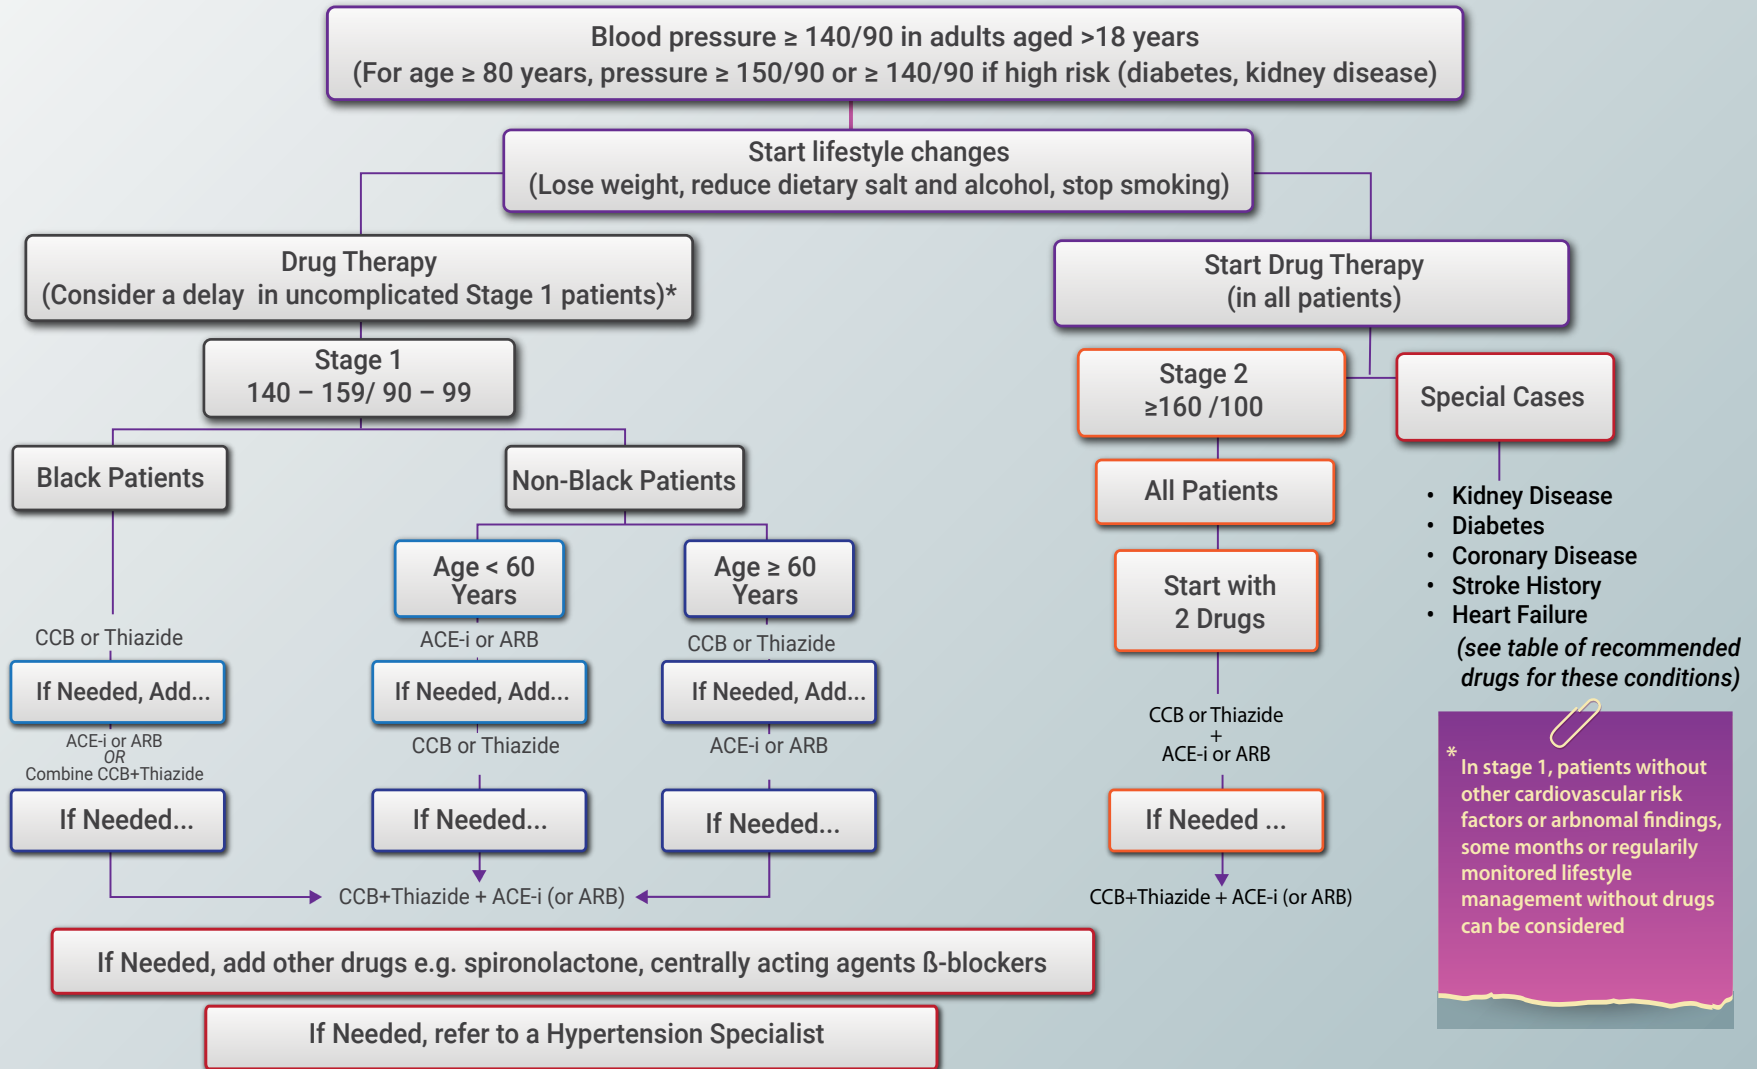 Blood pressure ≥ 140/90 in adults aged >18 years
(For age ≥ 80 years, pressure ≥ 150/90 or ≥ 140/90 if high risk (diabetes, kidney disease)
Start lifestyle changes
(Lose weight, reduce dietary salt and alcohol, stop smoking)
Drug Therapy
(Consider a delay in uncomplicated Stage 1 patients)*
Stage 1
140 – 159/ 90 – 99
Black Patients
CCB or Thiazide
If Needed, Add...
ACE-i or ARB
OR
Combine CCB+Thiazide
If Needed...
Non-Black Patients
Age < 60
Years
ACE-i or ARB
If Needed, Add...
CCB or Thiazide
If Needed...
Age ≥ 60
Years
CCB or Thiazide
If Needed, Add...
ACE-i or ARB
If Needed...
CCB+Thiazide + ACE-i (or ARB)
Start Drug Therapy
(in all patients)
Stage 2
≥160 /100
All Patients
Start with
2 Drugs
CCB or Thiazide
+
ACE-i or ARB
If Needed ...
CCB+Thiazide + ACE-i (or ARB)
Special Cases
• Kidney Disease
• Diabetes
• Coronary Disease
• Stroke History
• Heart Failure
(see table of recommended
drugs for these conditions)
* In stage 1, patients without
other cardiovascular risk
factors or arbnomal findings,
some months or regularily
monitored lifestyle
management without drugs
can be considered
If Needed, add other drugs e.g. spironolactone, centrally acting agents ß-blockers
If Needed, refer to a Hypertension Specialist